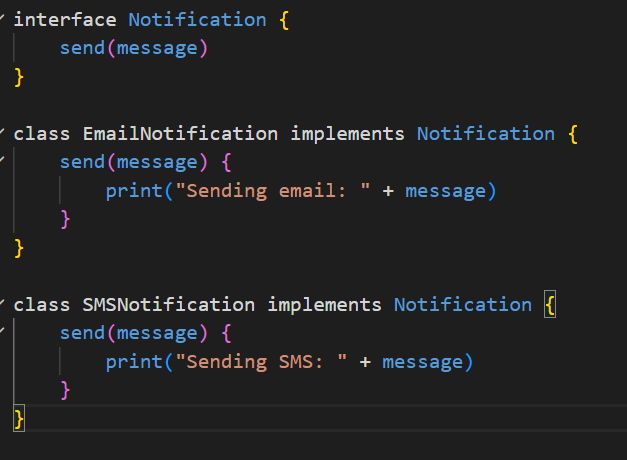 interface Notification {
    send(message)
}
class EmailNotification implements Notification {
    send(message) {
        print("Sending email: " + message)
    }
}
class SMSNotification implements Notification {
    send(message) {
        print("Sending SMS: " + message)
    }
}